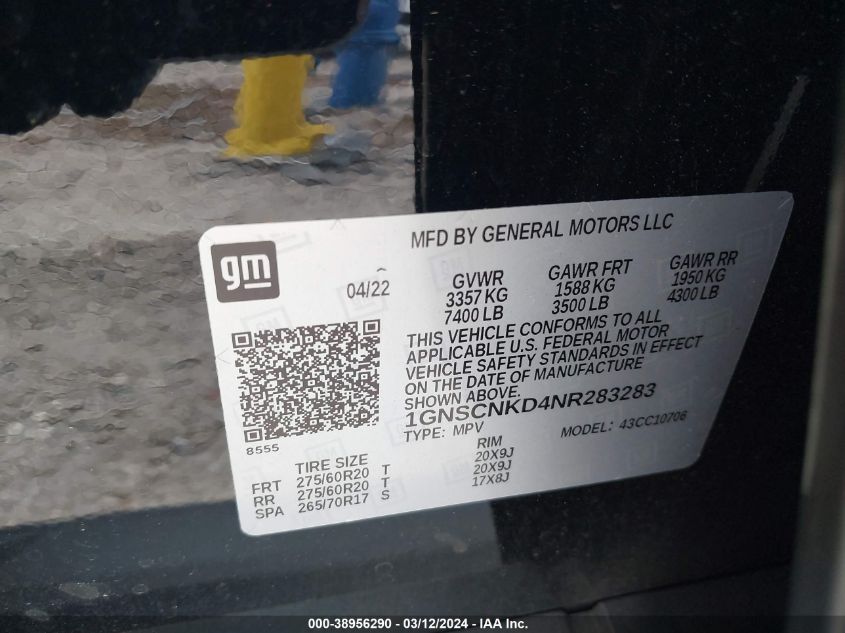 gm
MFD BY GENERAL MOTORS LLC
04/22
GVWR
3357 KG
7400 LB
GAWR FRT
1588 KG
3500 LB
GAWR RR
1950 KG
4300 LB
THIS VEHICLE CONFORMS TO ALL
APPLICABLE U.S. FEDERAL MOTOR
VEHICLE SAFETY STANDARDS IN EFFECT
ON THE DATE OF MANUFACTURE
SHOWN ABOVE.
1GNSCNKD4NR283283
TYPE: MPV
MODEL: 43CC10706
8555
TIRE SIZE
RIM
FRT 275/60R20 T 20X9J
RR 275/60R20 T 20X9J
SPA 265/70R17 S 17X8J
000-38956290 - 03/12/2024 - IAA Inc.